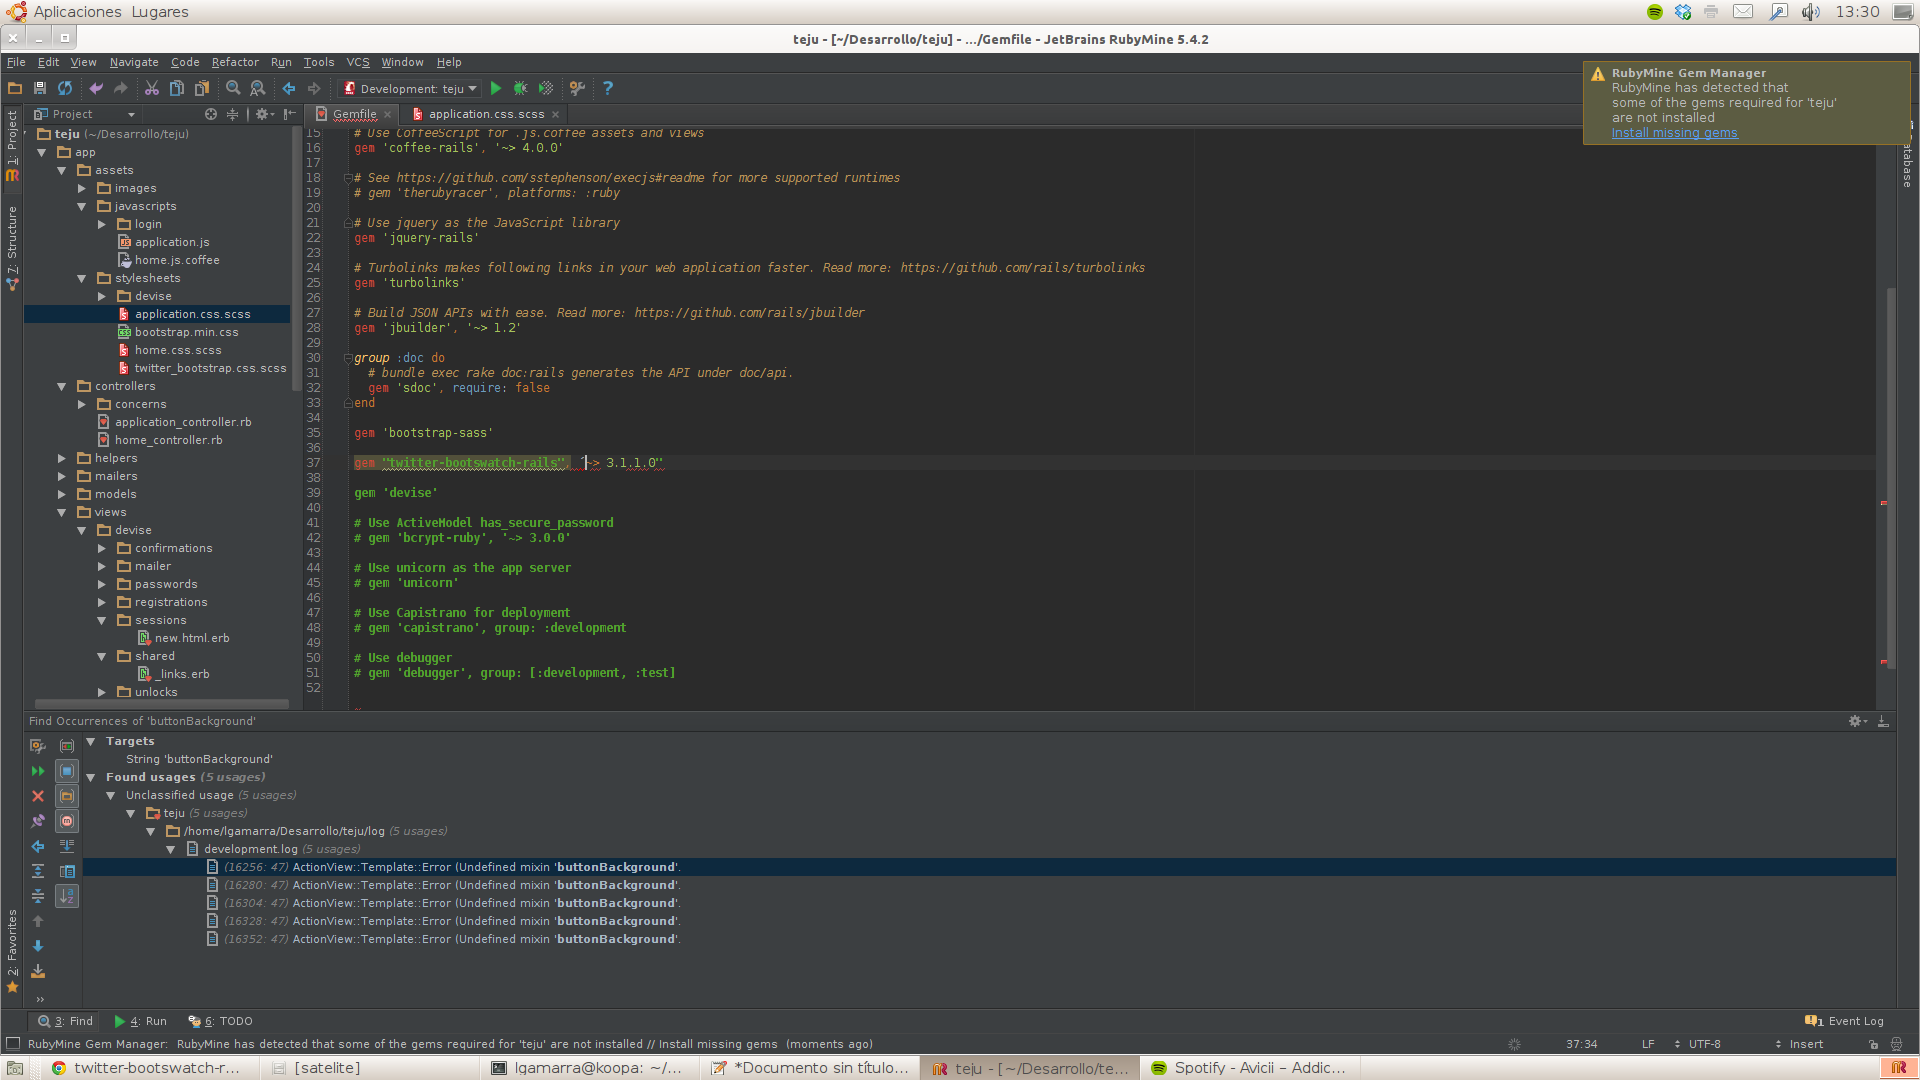 Aplicaciones Lugares
13:30
teju - [~/Desarrollo/teju] - .../Gemfile - JetBrains RubyMine 5.4.2
File Edit View Navigate Code Refactor Run Tools VCS Window Help
Development: teju
RubyMine Gem Manager
RubyMine has detected that
some of the gems required for 'teju'
are not installed
Install missing gems
Project
Gemfile
application.css.scss
1: Project
7: Structure
2: Favorites
teju (~/Desarrollo/teju)
app
assets
images
javascripts
login
application.js
home.js.coffee
stylesheets
devise
application.css.scss
bootstrap.min.css
home.css.scss
twitter_bootstrap.css.scss
controllers
concerns
application_controller.rb
home_controller.rb
helpers
mailers
models
views
devise
confirmations
mailer
passwords
registrations
sessions
new.html.erb
shared
_links.erb
unlocks
15 # Use CoffeeScript for .js.coffee assets and views
16 gem 'coffee-rails', '~> 4.0.0'
17
18 # See https://github.com/sstephenson/execjs#readme for more supported runtimes
19 # gem 'therubyracer', platforms: :ruby
20
21 # Use jquery as the JavaScript library
22 gem 'jquery-rails'
23
24 # Turbolinks makes following links in your web application faster. Read more: https://github.com/rails/turbolinks
25 gem 'turbolinks'
26
27 # Build JSON APIs with ease. Read more: https://github.com/rails/jbuilder
28 gem 'jbuilder', '~> 1.2'
29
30 group :doc do
31 # bundle exec rake doc:rails generates the API under doc/api.
32 gem 'sdoc', require: false
33 end
34
35 gem 'bootstrap-sass'
36
37 gem "twitter-bootswatch-rails", '~> 3.1.1.0"
38
39 gem 'devise'
40
41 # Use ActiveModel has_secure_password
42 # gem 'bcrypt-ruby', '~> 3.0.0'
43
44 # Use unicorn as the app server
45 # gem 'unicorn'
46
47 # Use Capistrano for deployment
48 # gem 'capistrano', group: :development
49
50 # Use debugger
51 # gem 'debugger', group: [:development, :test]
52
Find Occurrences of 'buttonBackground'
Targets
String 'buttonBackground'
Found usages (5 usages)
Unclassified usage (5 usages)
teju (5 usages)
/home/lgamarra/Desarrollo/teju/log (5 usages)
development.log (5 usages)
(16256: 47) ActionView::Template::Error (Undefined mixin 'buttonBackground'.
(16280: 47) ActionView::Template::Error (Undefined mixin 'buttonBackground'.
(16304: 47) ActionView::Template::Error (Undefined mixin 'buttonBackground'.
(16328: 47) ActionView::Template::Error (Undefined mixin 'buttonBackground'.
(16352: 47) ActionView::Template::Error (Undefined mixin 'buttonBackground'.
3: Find 4: Run 6: TODO
1 Event Log
RubyMine Gem Manager: RubyMine has detected that some of the gems required for 'teju' are not installed // Install missing gems (moments ago)
37:34 LF UTF-8 Insert
twitter-bootswatch-r...
[satelite]
lgamarra@koopa: ~/...
*Documento sin título...
teju - [~/Desarrollo/te...
Spotify - Avicii – Addic...